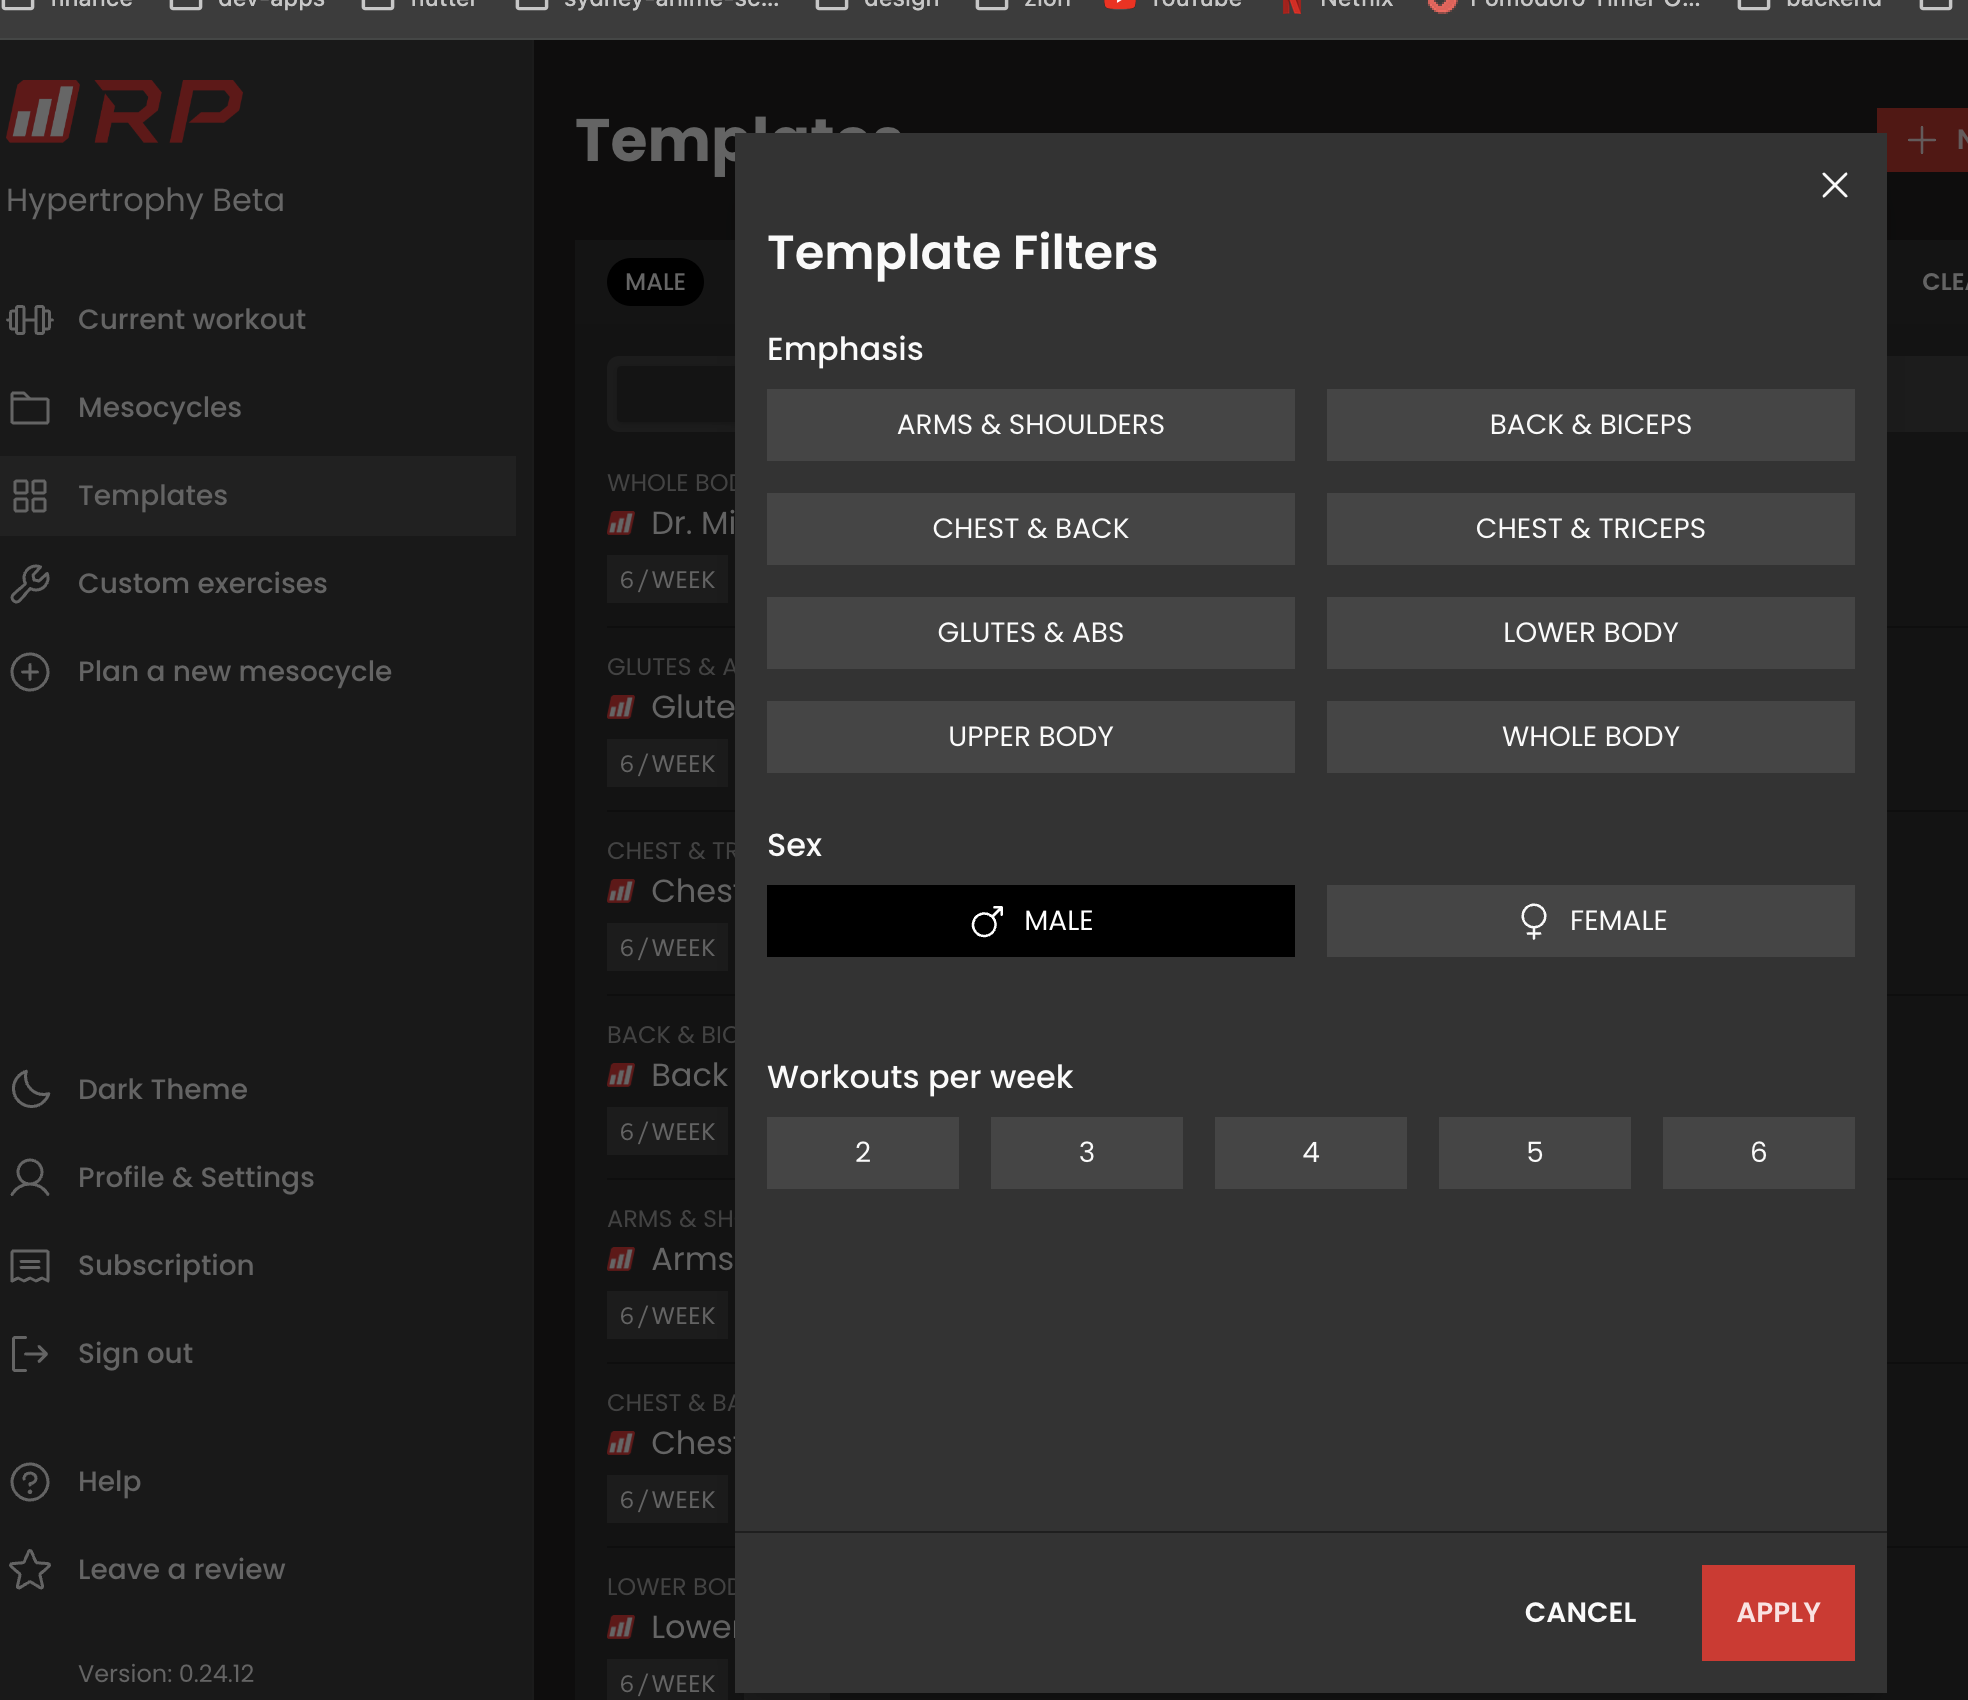 finance
dev-apps
flutter
sydney-anime-sc...
design
zion
YouTube
Netflix
Pomodoro Timer O...
backend
RP
Hypertrophy Beta
Current workout
Mesocycles
Templates
Custom exercises
Plan a new mesocycle
Dark Theme
Profile & Settings
Subscription
Sign out
Help
Leave a review
Version: 0.24.12
Templates
MALE
WHOLE BOD
Dr. Mi
6/WEEK
GLUTES & A
Glute
6/WEEK
CHEST & TR
Chest
6/WEEK
BACK & BIC
Back
6/WEEK
ARMS & SH
Arms
6/WEEK
CHEST & BA
Chest
6/WEEK
LOWER BOD
Lower
6/WEEK
N
CLEA
Template Filters
Emphasis
ARMS & SHOULDERS
BACK & BICEPS
CHEST & BACK
CHEST & TRICEPS
GLUTES & ABS
LOWER BODY
UPPER BODY
WHOLE BODY
Sex
MALE
FEMALE
Workouts per week
2
3
4
5
6
CANCEL
APPLY